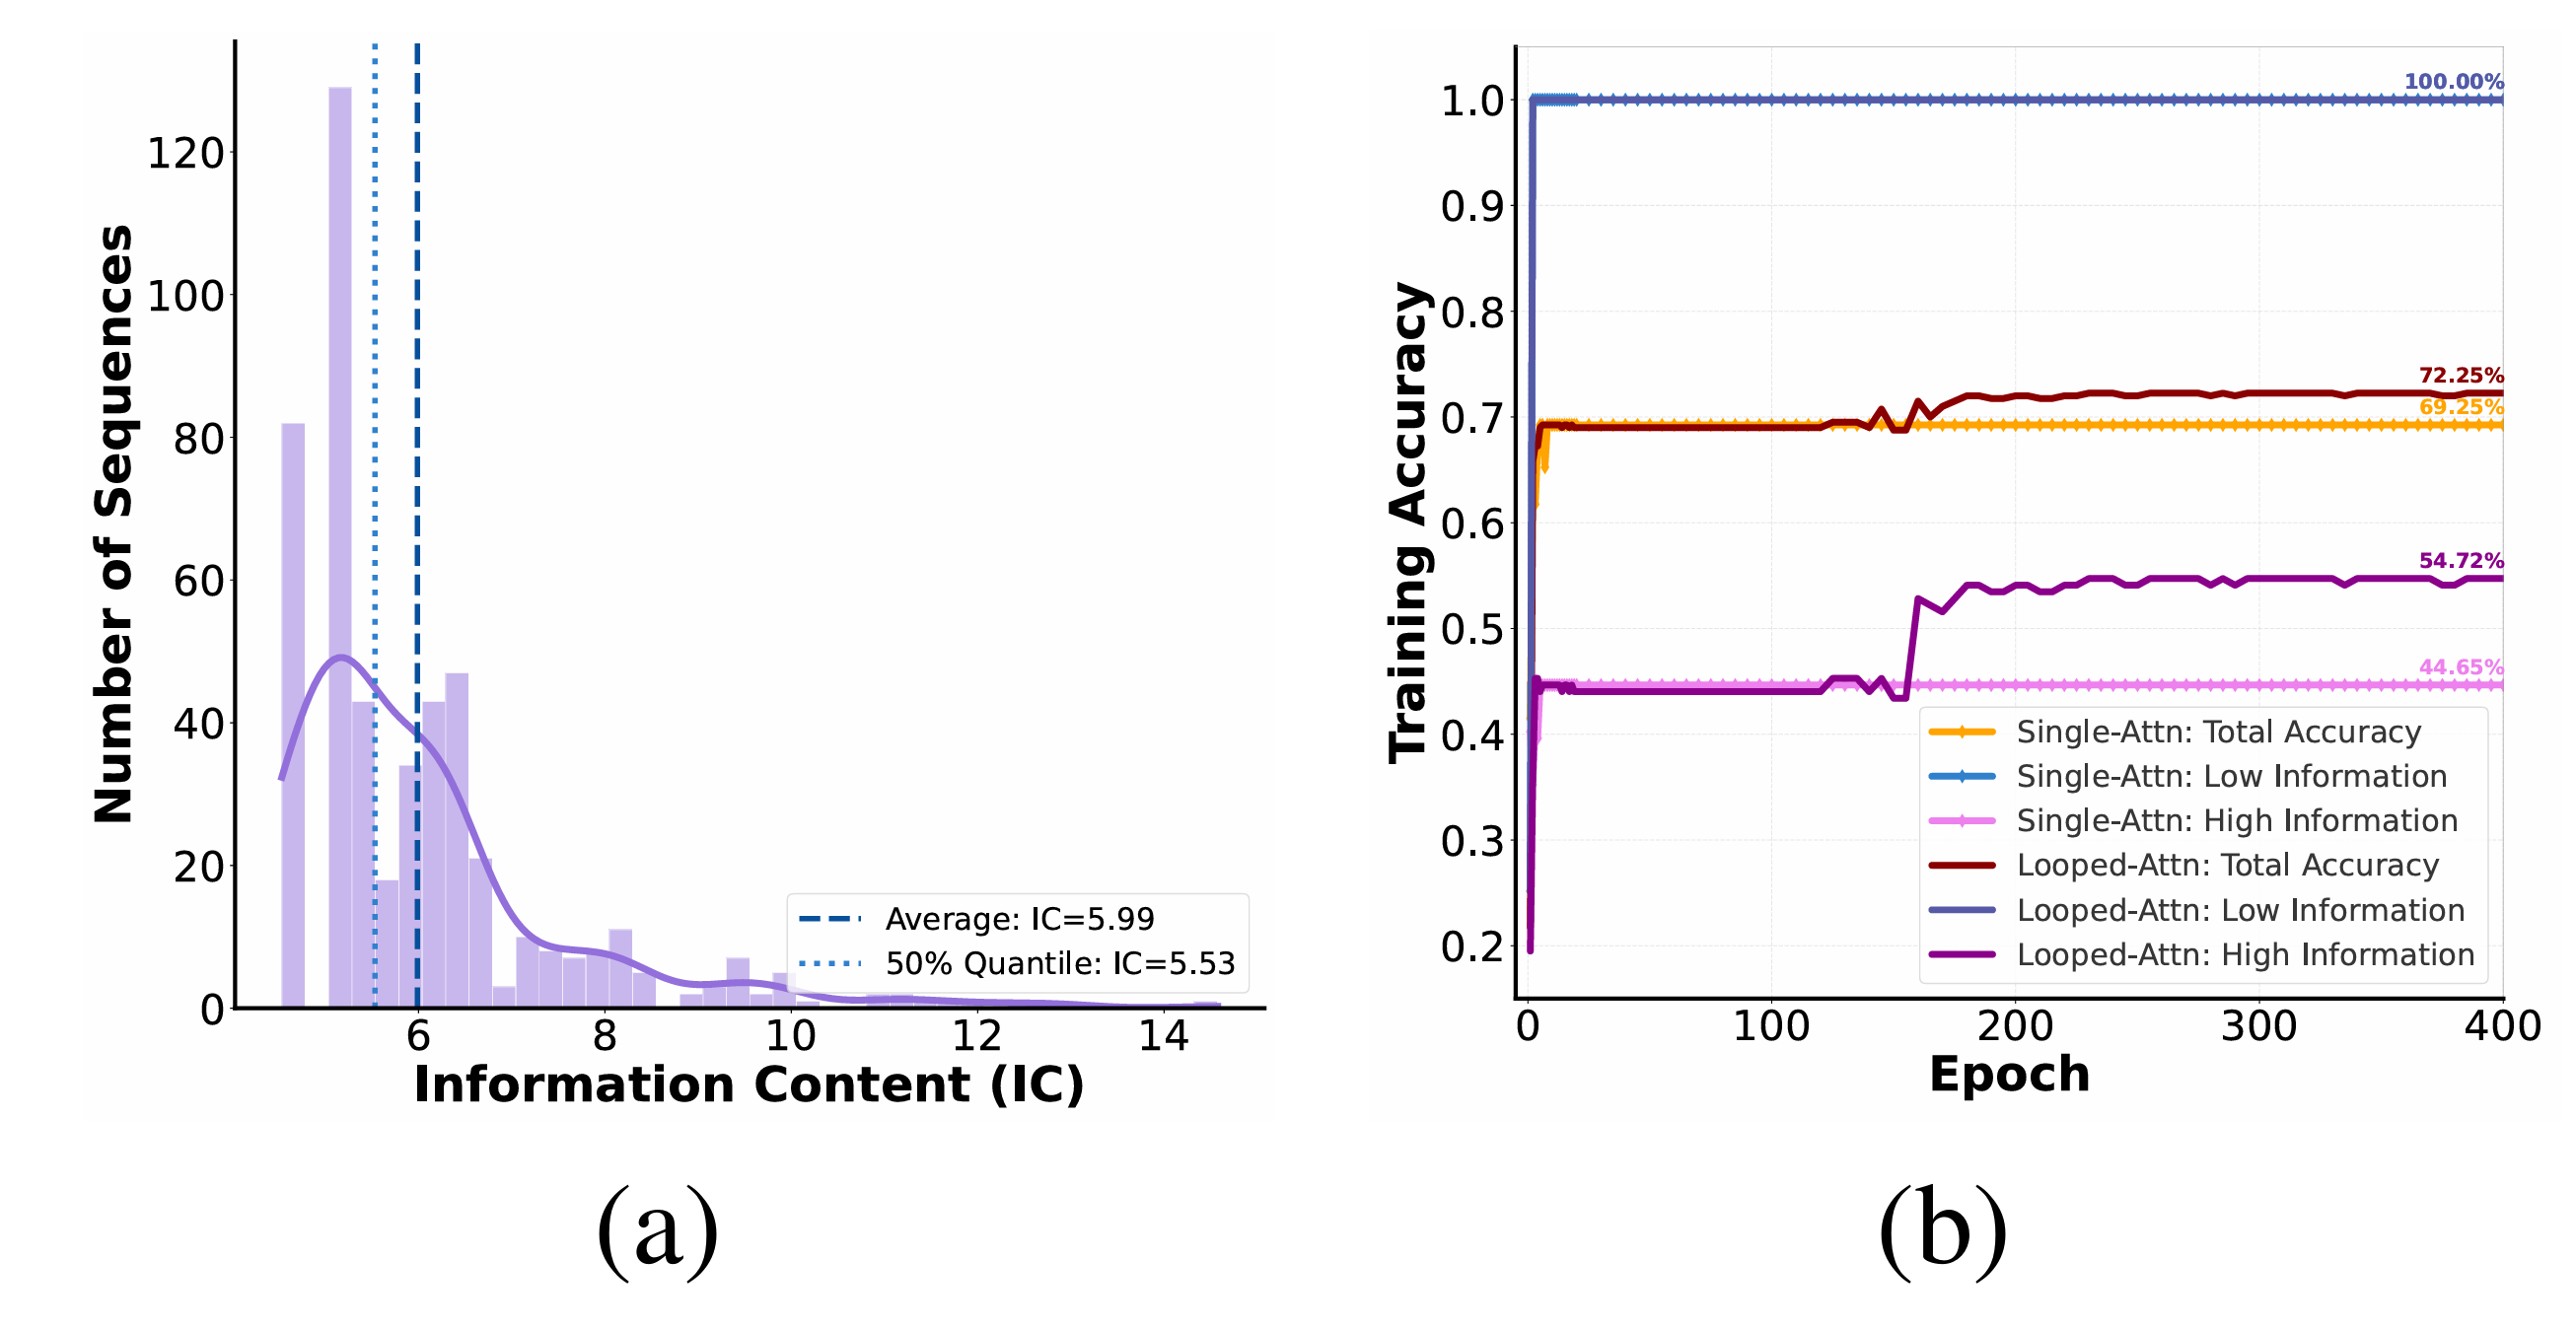 Number of Sequences
120
100
80
60
40
20
0
6 8 10 12 14
Information Content (IC)
Average: IC=5.99
50% Quantile: IC=5.53
(a)
Training Accuracy
1.0
0.9
0.8
0.7
0.6
0.5
0.4
0.3
0.2
0 100 200 300 400
Epoch
100.00%
72.25%
69.25%
54.72%
44.65%
Single-Attn: Total Accuracy
Single-Attn: Low Information
Single-Attn: High Information
Looped-Attn: Total Accuracy
Looped-Attn: Low Information
Looped-Attn: High Information
(b)